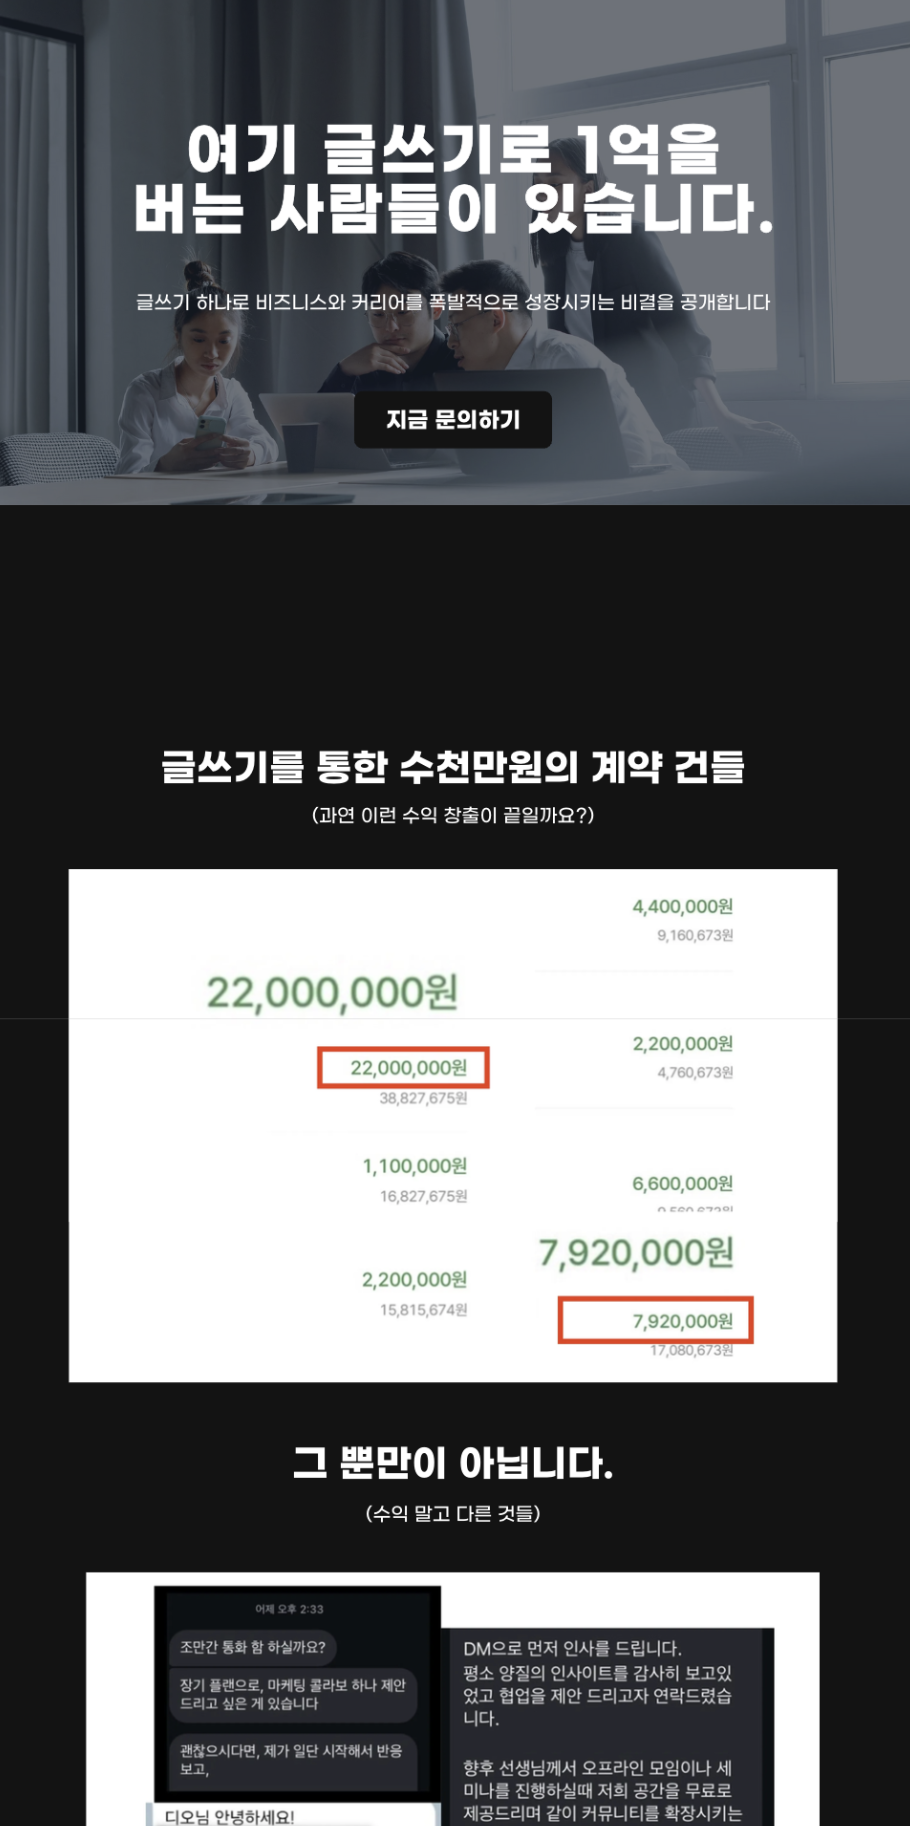 여기 글쓰기로 1억을
버는 사람들이 있습니다.
글쓰기 하나로 비즈니스와 커리어를 폭발적으로 성장시키는 비결을 공개합니다
지금 문의하기
글쓰기를 통한 수천만원의 계약 건들
(과연 이런 수익 창출이 끝일까요?)
22,000,000원
22,000,000원
38,827,675원
1,100,000원
16,827,675원
2,200,000원
15,815,674원
4,400,000원
9,160,673원
2,200,000원
4,760,673원
6,600,000원
7,920,000원
7,920,000원
17,080,673원
그 뿐만이 아닙니다.
(수익 말고 다른 것들)
어제 오후 2:33
조만간 통화 함 하실까요?
장기 플랜으로, 마케팅 콜라보 하나 제안
드리고 싶은 게 있습니다
괜찮으시다면, 제가 일단 시작해서 반응
보고,
디오님 안녕하세요!
DM으로 먼저 인사를 드립니다.
평소 양질의 인사이트를 감사히 보고있
었고 협업을 제안 드리고자 연락드렸습
니다.
향후 선생님께서 오프라인 모임이나 세
미나를 진행하실때 저희 공간을 무료로
제공드리며 같이 커뮤니티를 확장시키는